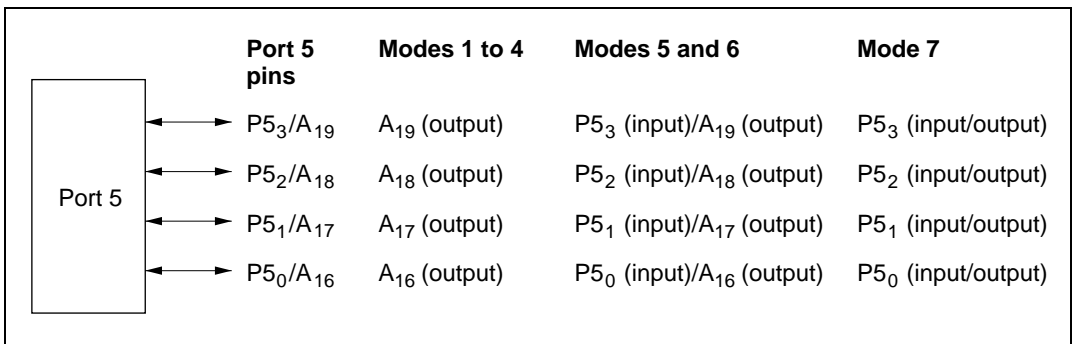 Port 5 pins Modes 1 to 4 Modes 5 and 6 Mode 7
P5₃/A₁₉ A₁₉ (output) P5₃ (input)/A₁₉ (output) P5₃ (input/output)
P5₂/A₁₈ A₁₈ (output) P5₂ (input)/A₁₈ (output) P5₂ (input/output)
Port 5
P5₁/A₁₇ A₁₇ (output) P5₁ (input)/A₁₇ (output) P5₁ (input/output)
P5₀/A₁₆ A₁₆ (output) P5₀ (input)/A₁₆ (output) P5₀ (input/output)